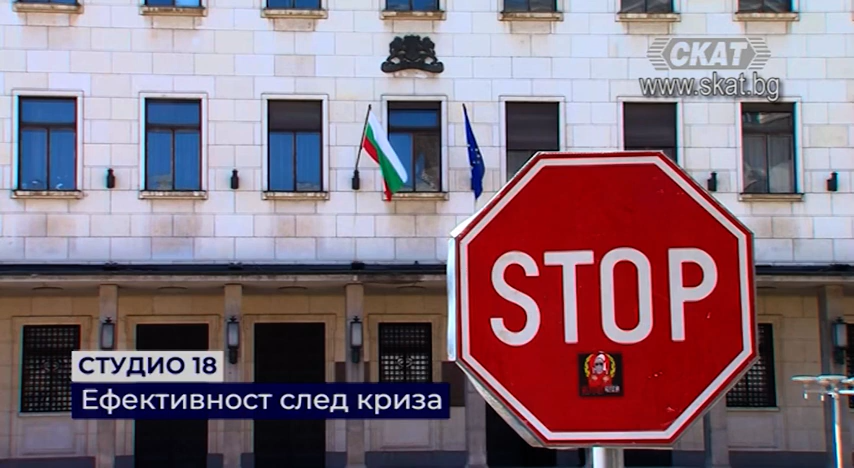 СКАТ
www.skat.bg
STOP
СТУДИО 18
Ефективност след криза